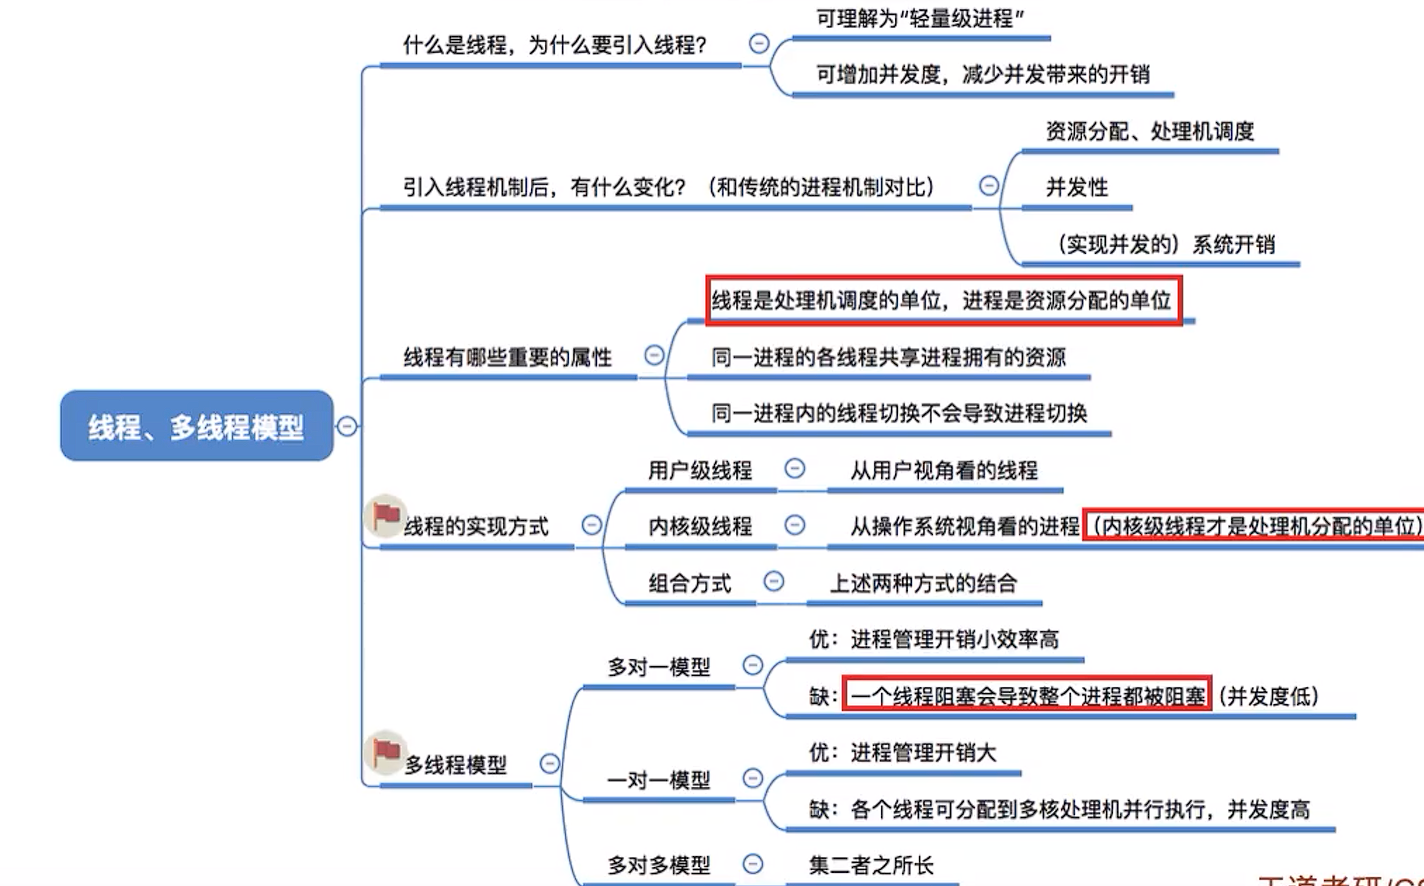 什么是线程，为什么要引入线程？
可理解为“轻量级进程”
可增加并发度，减少并发带来的开销
引入线程机制后，有什么变化？（和传统的进程机制对比）
资源分配、处理机调度
并发性
（实现并发的）系统开销
线程有哪些重要的属性
线程是处理机调度的单位，进程是资源分配的单位
同一进程的各线程共享进程拥有的资源
同一进程内的线程切换不会导致进程切换
线程、多线程模型
线程的实现方式
用户级线程
从用户视角看的线程
内核级线程
从操作系统视角看的进程（内核级线程才是处理机分配的单位）
组合方式
上述两种方式的结合
多线程模型
多对一模型
优：进程管理开销小效率高
缺：一个线程阻塞会导致整个进程都被阻塞（并发度低）
一对一模型
优：进程管理开销大
缺：各个线程可分配到多核处理机并行执行，并发度高
多对多模型
集二者之所长